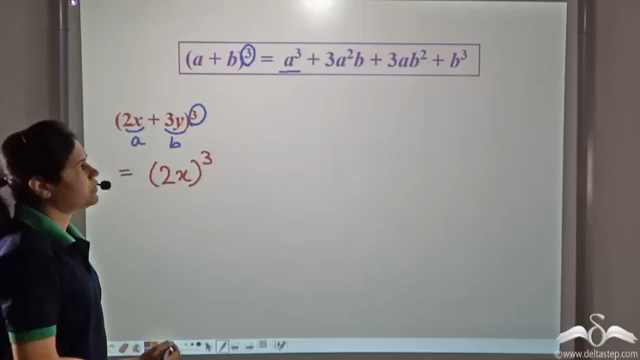 (a + b)³ = a³ + 3a²b + 3ab² + b³
(2x + 3y)³
a b
= (2x)³
©www.deltastep.com